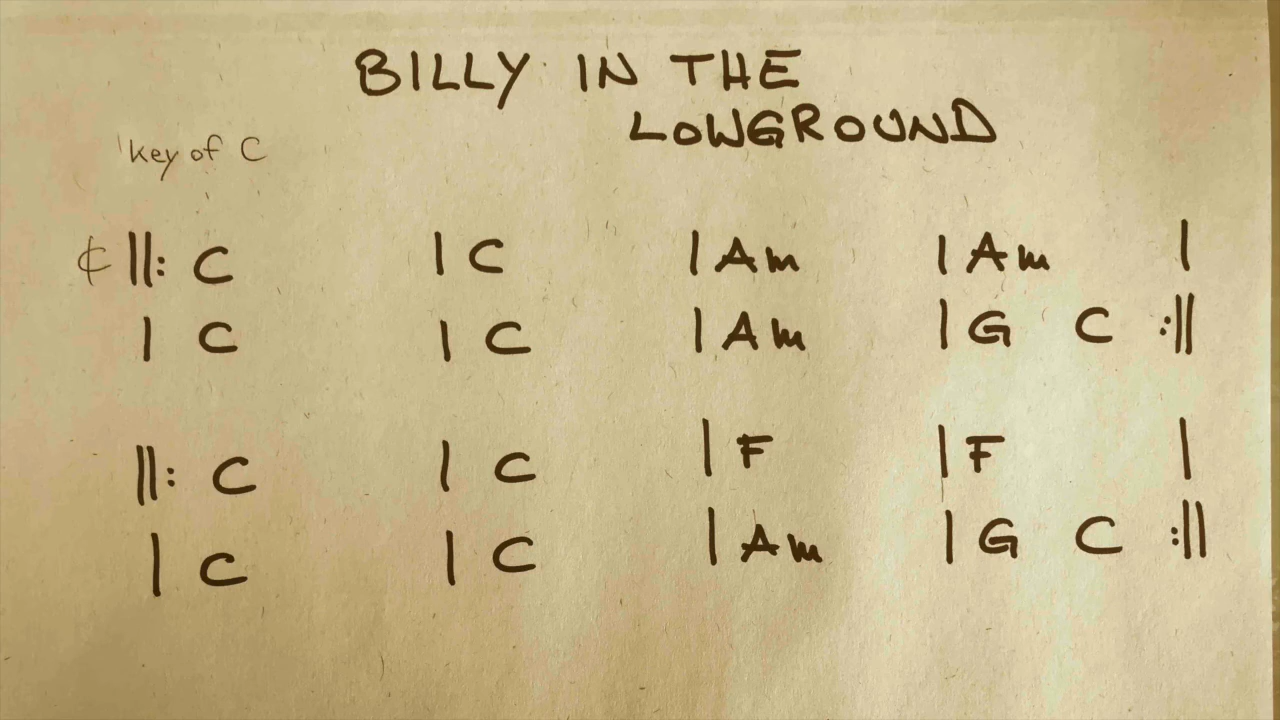 BILLY IN THE
LOWGROUND
key of C
¢ ||: C | C | Am | Am |
| C | C | Am | G C :||
||: C | C | F | F |
| C | C | Am | G C :||